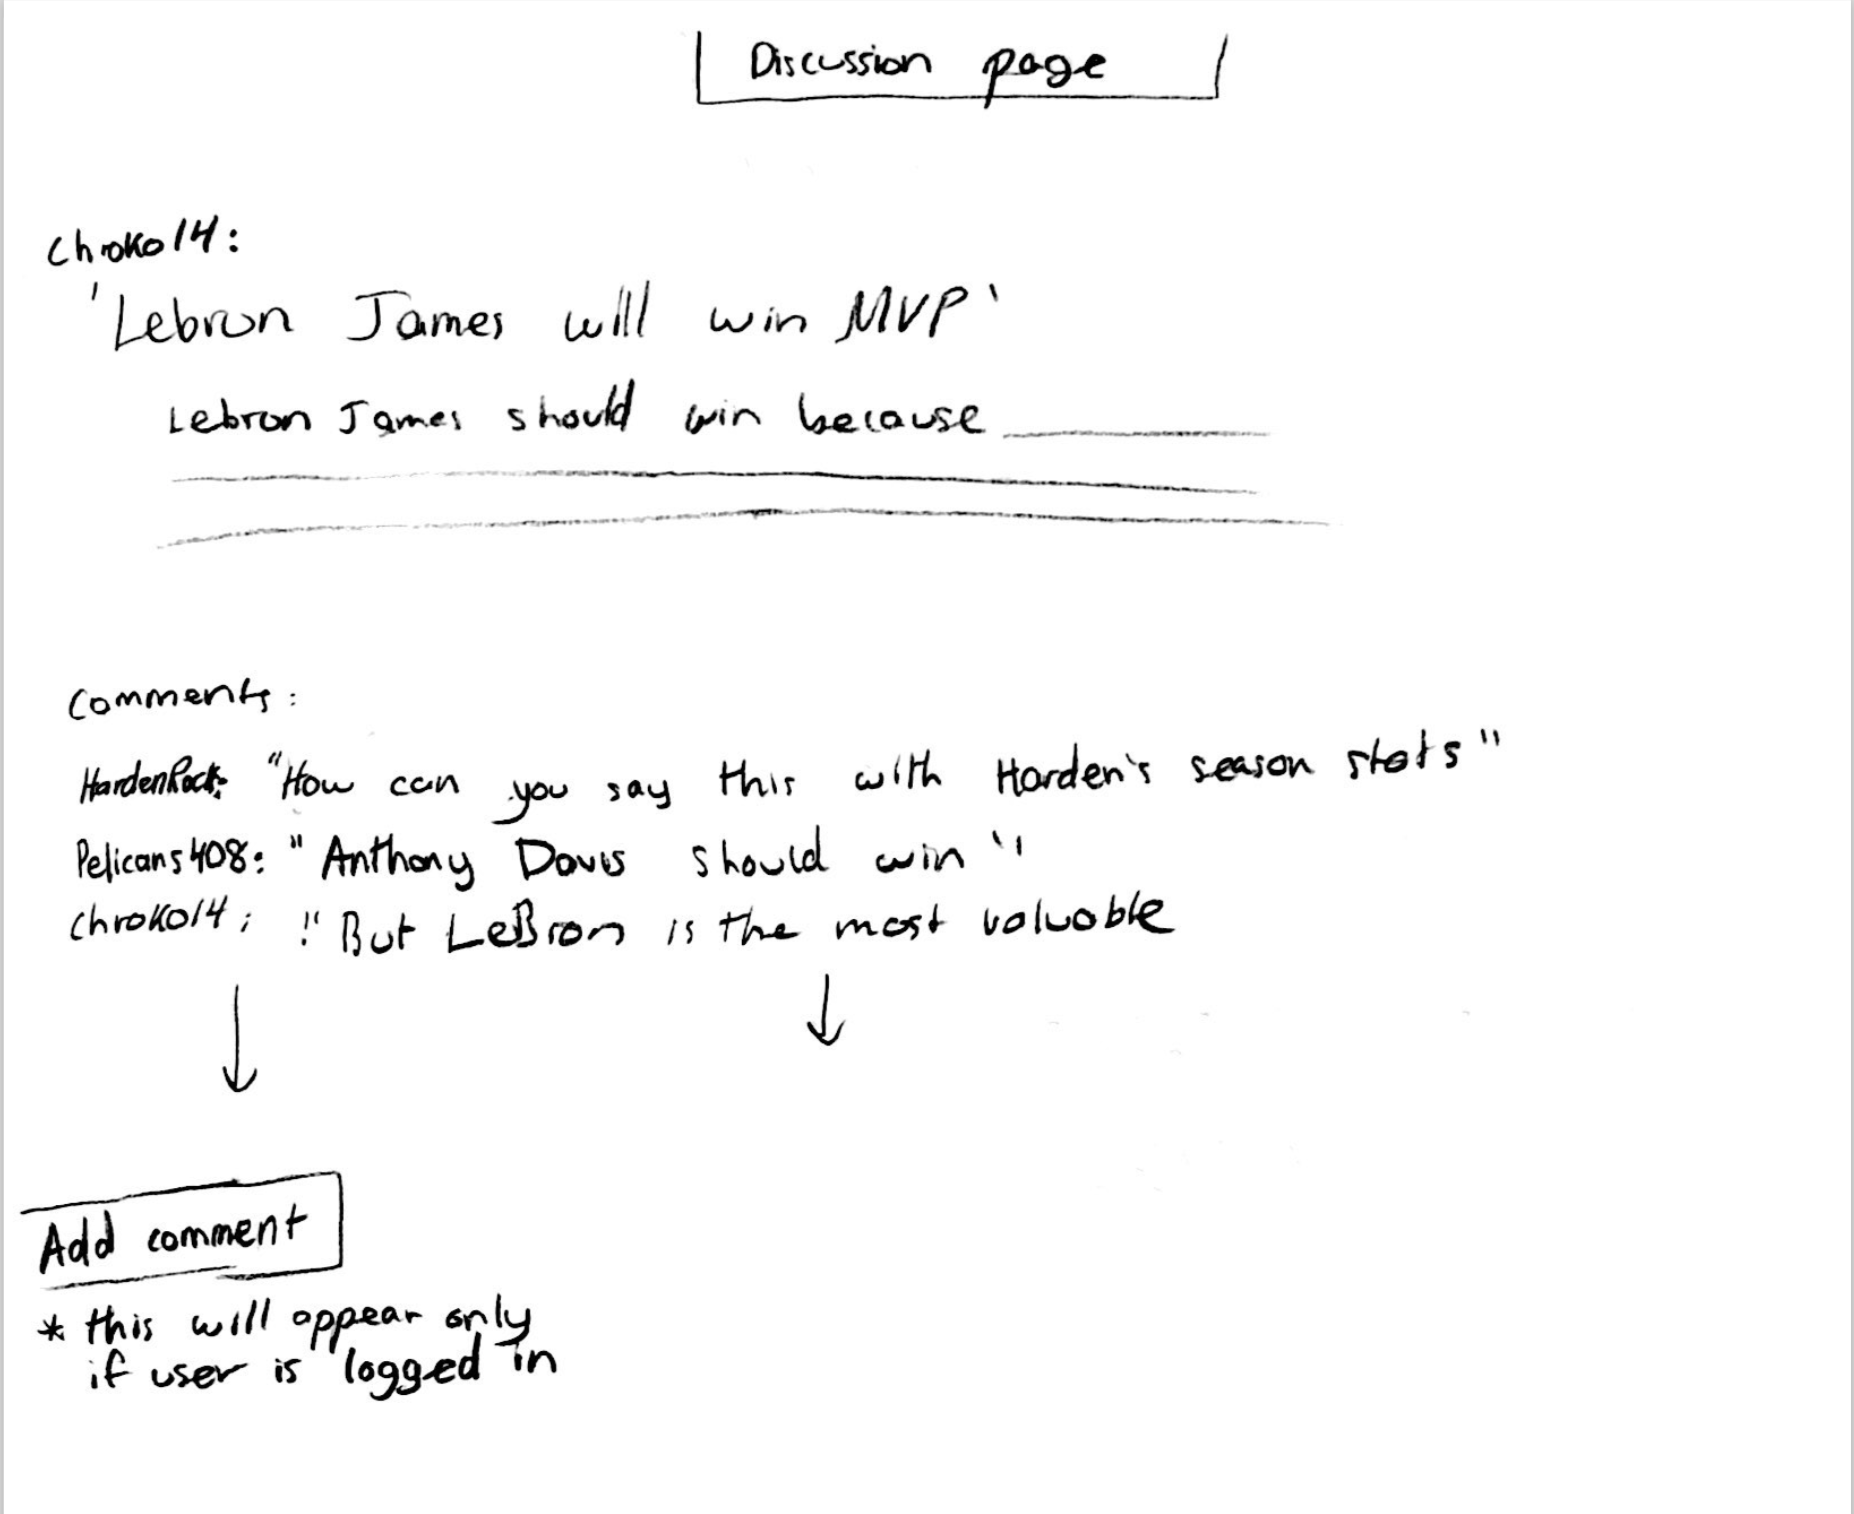 Discussion page
Chroko14:
'Lebron James will win MVP'
Lebron James should win because
Comments:
HardenRock: "How can you say this with Harden's season stats"
Pelicans408: "Anthony Davis should win"
Chroko14: "But LeBron is the most valuable
Add comment
* this will appear only
if user is logged in